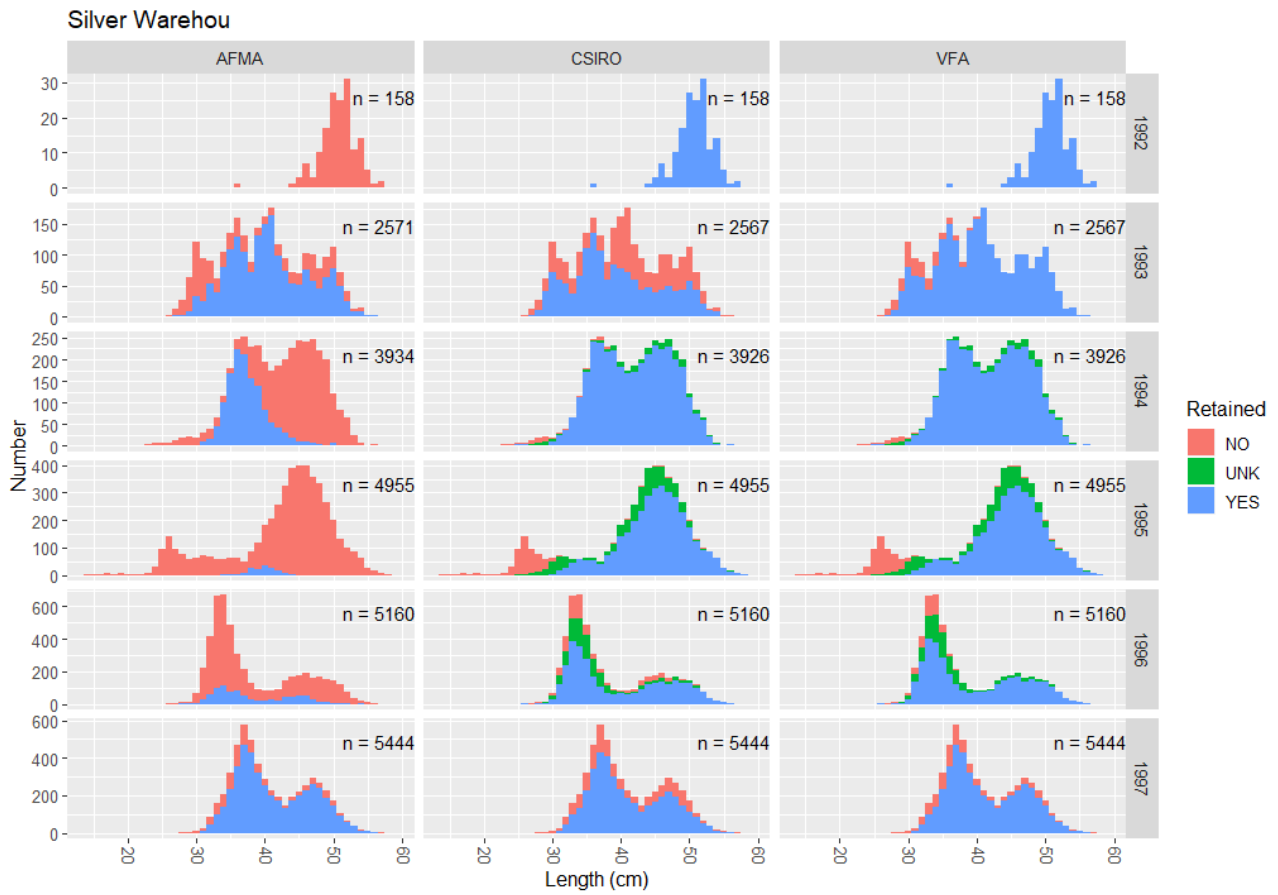 Silver Warehou
AFMA CSIRO VFA
30
20
10
0
n = 158 n = 158 n = 158
1992
150
100
50
0
n = 2571 n = 2567 n = 2567
1993
250
200
150
100
50
0
n = 3934 n = 3926 n = 3926
1994
400
300
200
100
0
n = 4955 n = 4955 n = 4955
1995
600
400
200
0
n = 5160 n = 5160 n = 5160
1996
600
400
200
0
n = 5444 n = 5444 n = 5444
1997
Number
20 30 40 50 60 20 30 40 50 60 20 30 40 50 60
Length (cm)
Retained
NO
UNK
YES